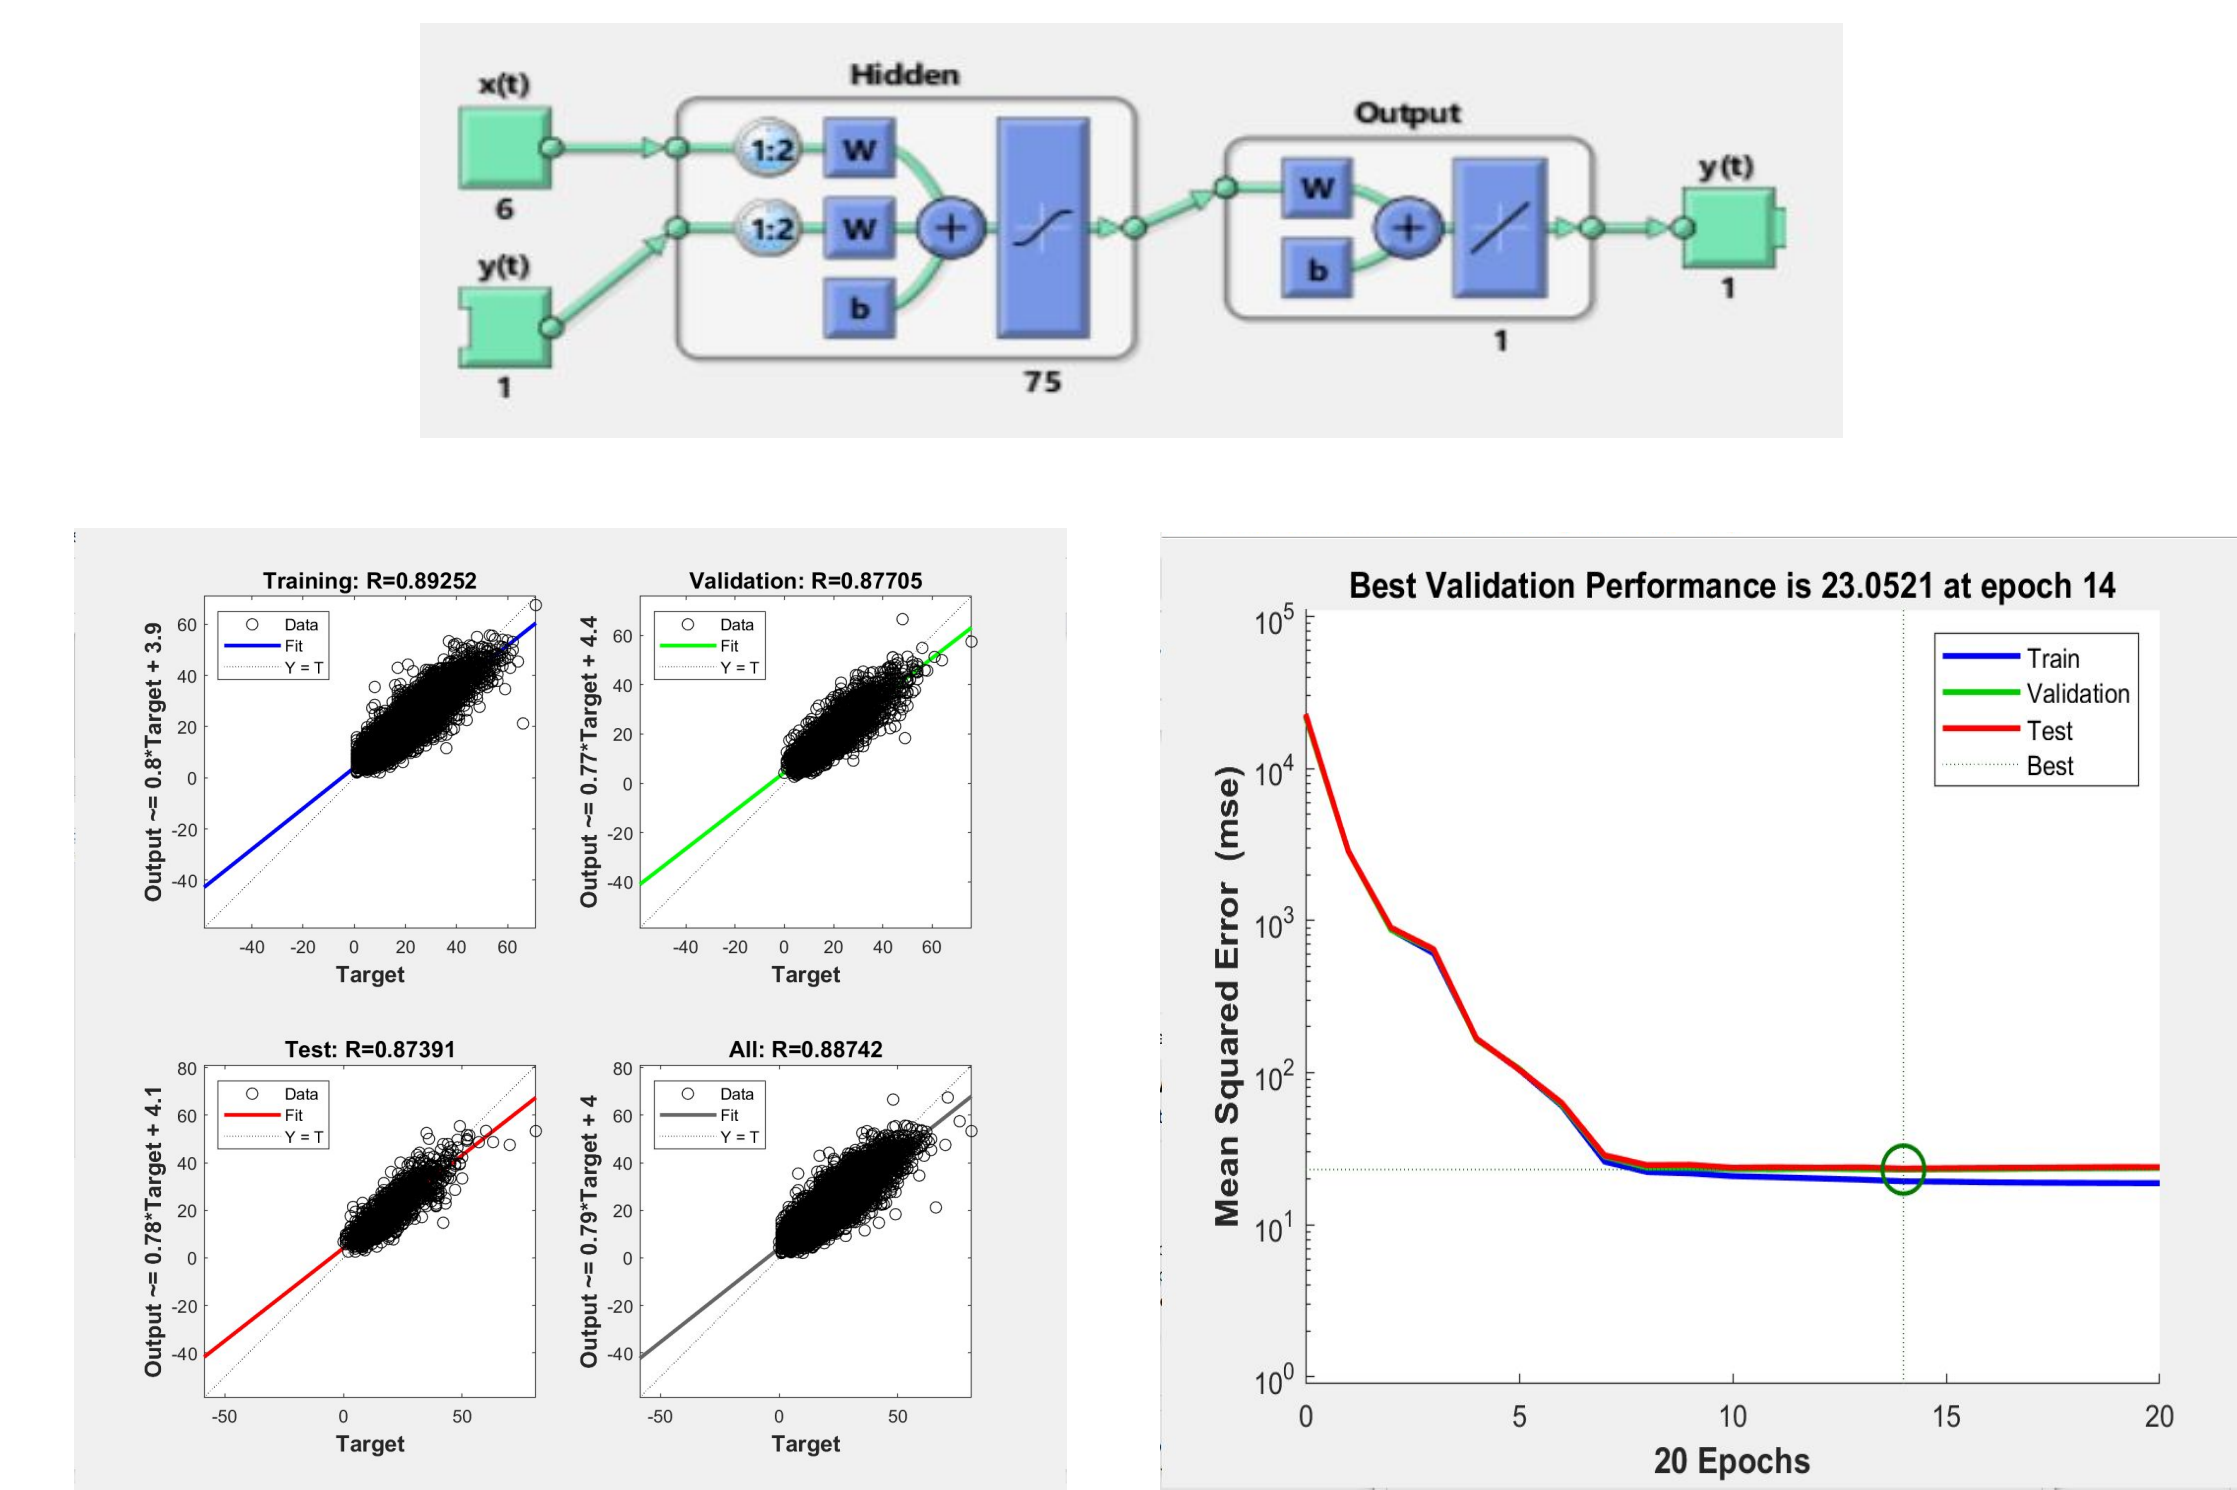 Hidden
x(t)
1:2
W
6
y(t)
1:2
W
1
b
75
Output
W
b
1
y(t)
1
Training: R=0.89252
Output ~= 0.8*Target + 3.9
Data
Fit
Y = T
60
40
20
0
-20
-40
-40 -20 0 20 40 60
Target
Validation: R=0.87705
Output ~= 0.77*Target + 4.4
Data
Fit
Y = T
60
40
20
0
-20
-40
-40 -20 0 20 40 60
Target
Test: R=0.87391
Output ~= 0.78*Target + 4.1
Data
Fit
Y = T
80
60
40
20
0
-20
-40
-50 0 50
Target
All: R=0.88742
Output ~= 0.79*Target + 4
Data
Fit
Y = T
80
60
40
20
0
-20
-40
-50 0 50
Target
Best Validation Performance is 23.0521 at epoch 14
Mean Squared Error (mse)
10^5
10^4
10^3
10^2
10^1
10^0
Train
Validation
Test
Best
0 5 10 15 20
20 Epochs